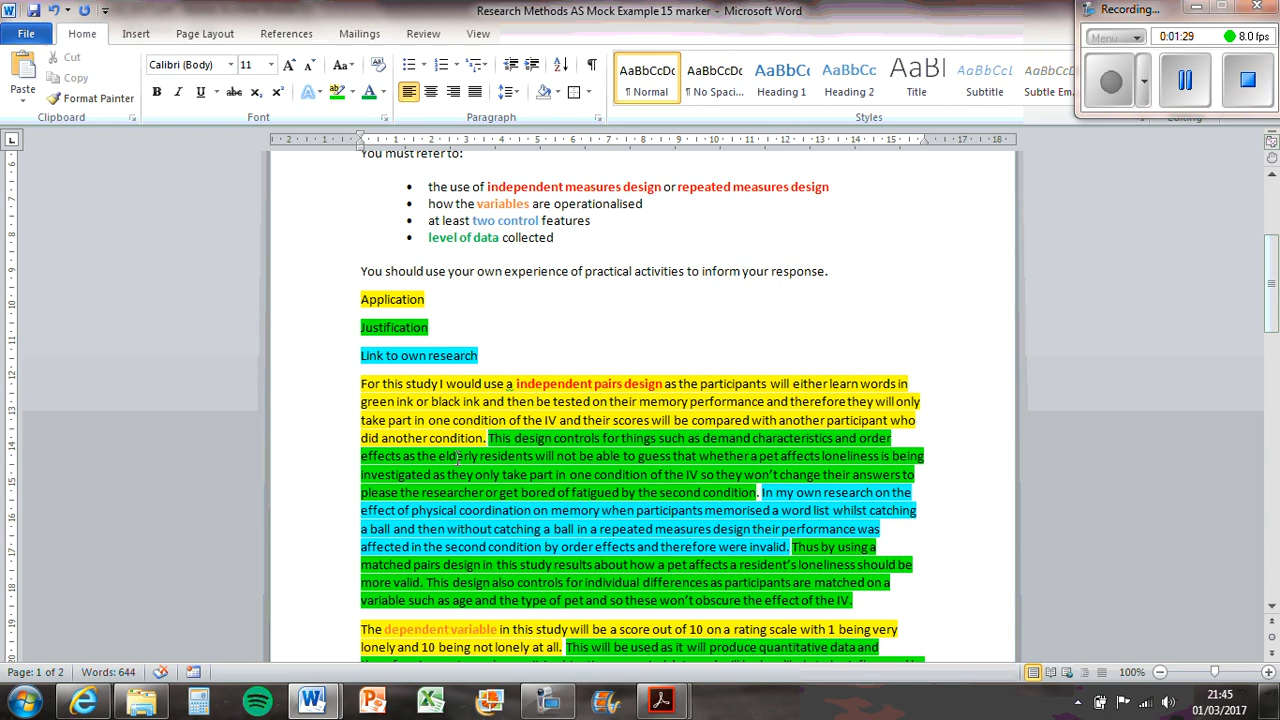 Research Methods AS Mock Example 15 marker - Microsoft Word
Recording...
File Home Insert Page Layout References Mailings Review View
Menu 0:01:29 8.0 fps
Cut
Copy
Format Painter
Paste
Calibri (Body) 11
AaBbCcDc AaBbCcDc AaBbCc AaBbCc AaBl AaBbCcL AaBbCcDc
¶ Normal ¶ No Spaci... Heading 1 Heading 2 Title Subtitle Subtle Em...
Clipboard Font Paragraph Styles Editing
You must refer to:
• the use of independent measures design or repeated measures design
• how the variables are operationalised
• at least two control features
• level of data collected
You should use your own experience of practical activities to inform your response.
Application
Justification
Link to own research
For this study I would use a independent pairs design as the participants will either learn words in
green ink or black ink and then be tested on their memory performance and therefore they will only
take part in one condition of the IV and their scores will be compared with another participant who
did another condition. This design controls for things such as demand characteristics and order
effects as the elderly residents will not be able to guess that whether a pet affects loneliness is being
investigated as they only take part in one condition of the IV so they won't change their answers to
please the researcher or get bored of fatigued by the second condition. In my own research on the
effect of physical coordination on memory when participants memorised a word list whilst catching
a ball and then without catching a ball in a repeated measures design their performance was
affected in the second condition by order effects and therefore were invalid. Thus by using a
matched pairs design in this study results about how a pet affects a resident's loneliness should be
more valid. This design also controls for individual differences as participants are matched on a
variable such as age and the type of pet and so these won't obscure the effect of the IV.
The dependent variable in this study will be a score out of 10 on a rating scale with 1 being very
lonely and 10 being not lonely at all. This will be used as it will produce quantitative data and
Page: 1 of 2 Words: 644 100%
21:45
01/03/2017